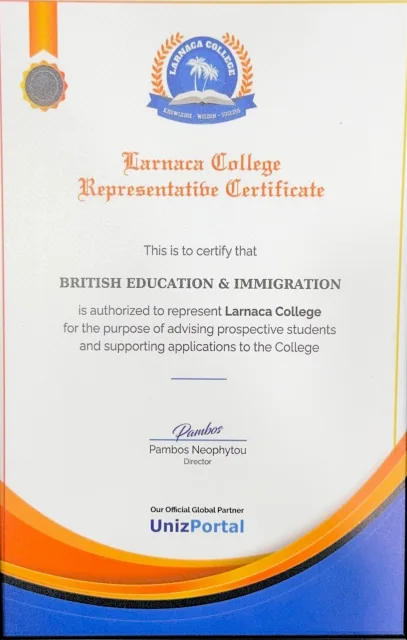 LARNACA COLLEGE
KNOWLEDGE - WISDOM - SUCCESS
Larnaca College
Representative Certificate
This is to certify that
BRITISH EDUCATION & IMMIGRATION
is authorized to represent Larnaca College
for the purpose of advising prospective students
and supporting applications to the College
Pambos
Pambos Neophytou
Director
Our Official Global Partner
UnizPortal